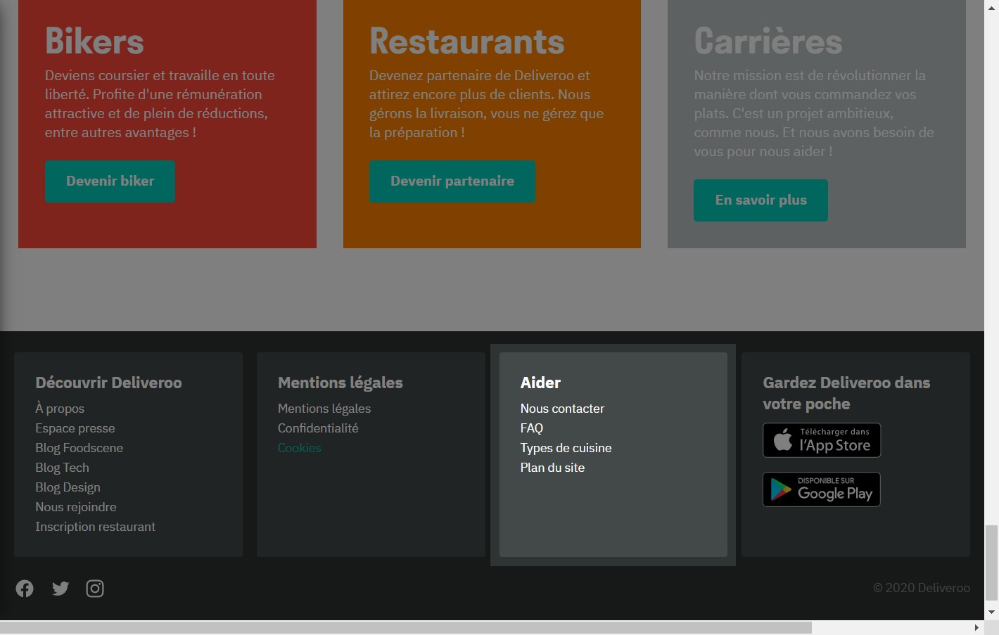 Bikers
Deviens coursier et travaille en toute
liberté. Profite d'une rémunération
attractive et de plein de réductions,
entre autres avantages !
Devenir biker
Restaurants
Devenez partenaire de Deliveroo et
attirez encore plus de clients. Nous
gérons la livraison, vous ne gérez que
la préparation !
Devenir partenaire
Carrières
Notre mission est de révolutionner la
manière dont vous commandez vos
plats. C'est un projet ambitieux,
comme nous. Et nous avons besoin de
vous pour nous aider !
En savoir plus
Découvrir Deliveroo
À propos
Espace presse
Blog Foodscene
Blog Tech
Blog Design
Nous rejoindre
Inscription restaurant
Mentions légales
Mentions légales
Confidentialité
Cookies
Aider
Nous contacter
FAQ
Types de cuisine
Plan du site
Gardez Deliveroo dans
votre poche
Télécharger dans
l'App Store
DISPONIBLE SUR
Google Play
© 2020 Deliveroo